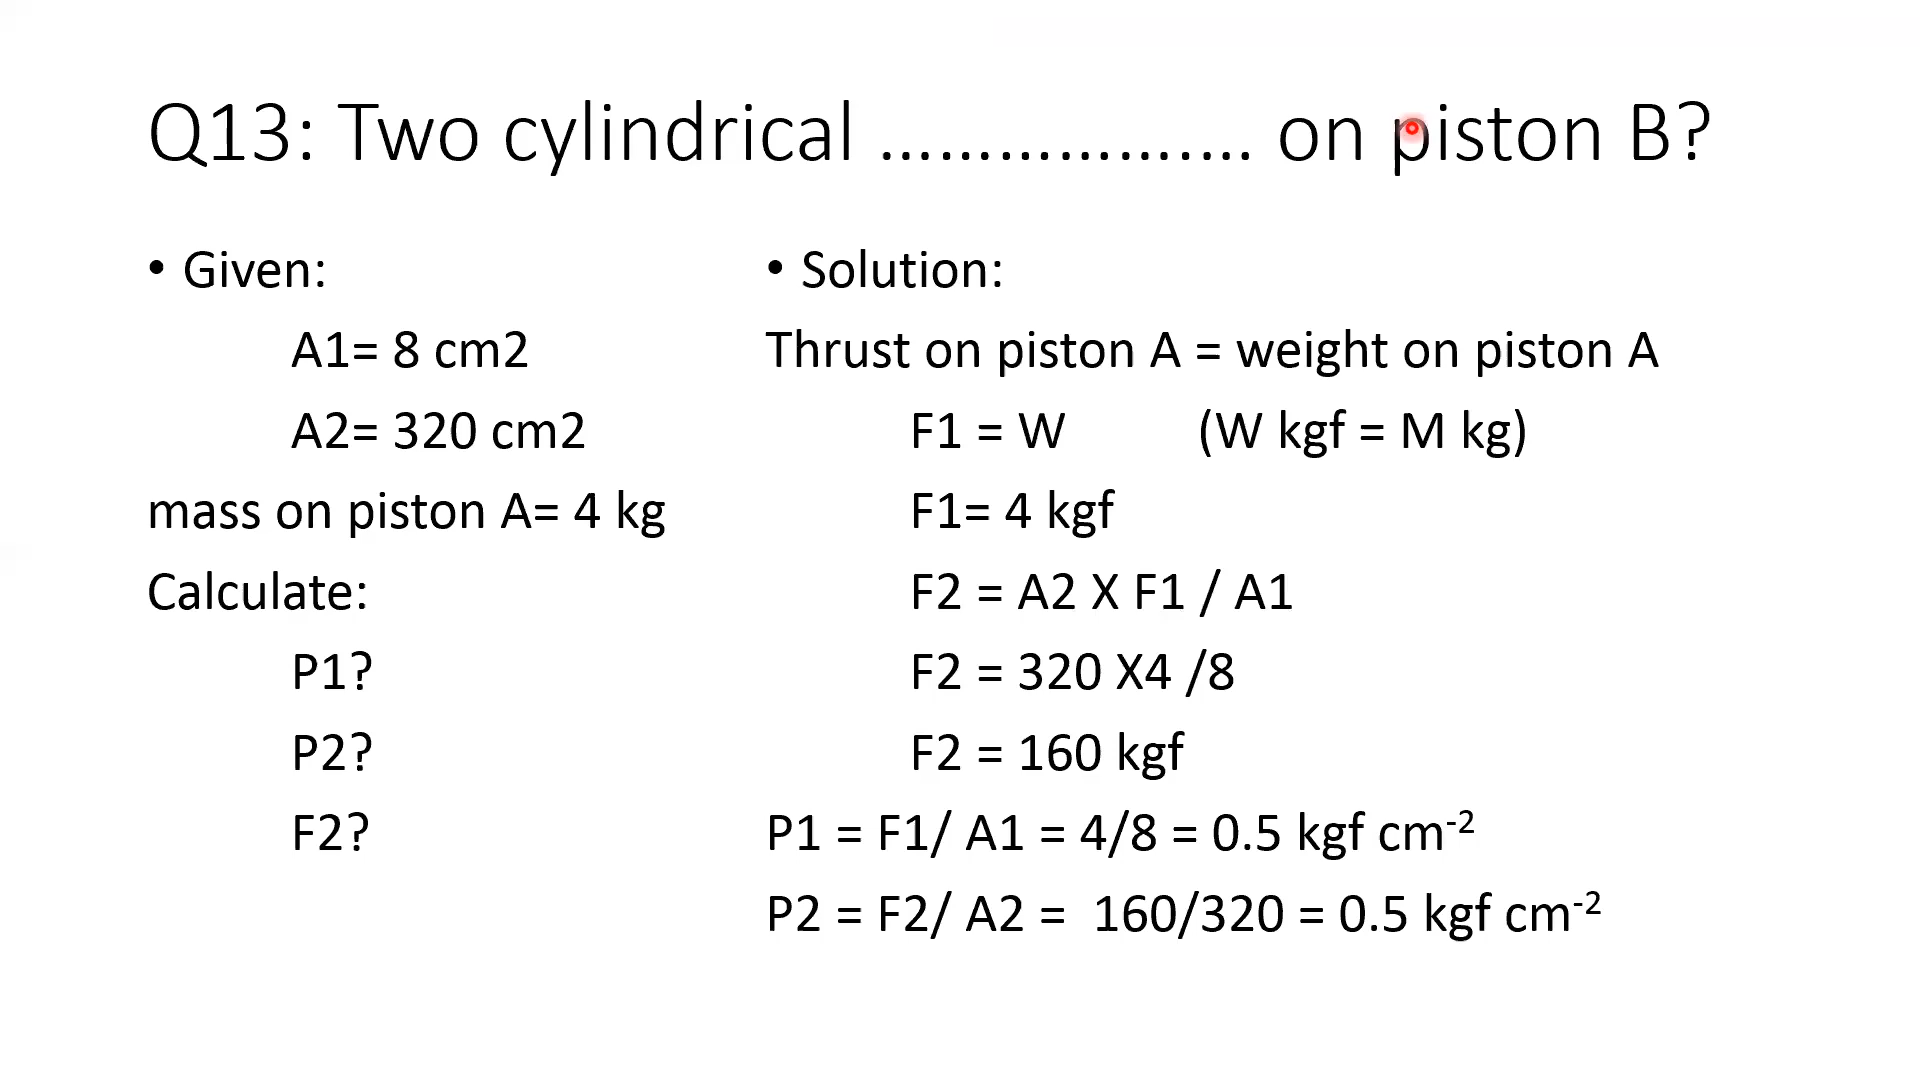 Q13: Two cylindrical ……………….… on piston B?
• Given:
A1= 8 cm2
A2= 320 cm2
mass on piston A= 4 kg
Calculate:
P1?
P2?
F2?
• Solution:
Thrust on piston A = weight on piston A
F1 = W (W kgf = M kg)
F1= 4 kgf
F2 = A2 X F1 / A1
F2 = 320 X4 /8
F2 = 160 kgf
P1 = F1/ A1 = 4/8 = 0.5 kgf cm⁻²
P2 = F2/ A2 = 160/320 = 0.5 kgf cm⁻²